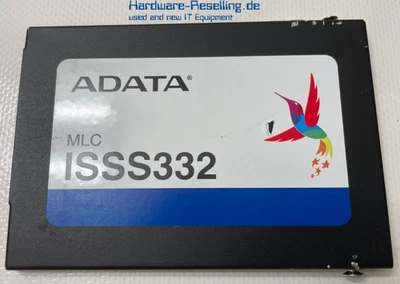 Hardware-Reselling.de
used and new IT Equipment
ADATA®
MLC
ISSS332